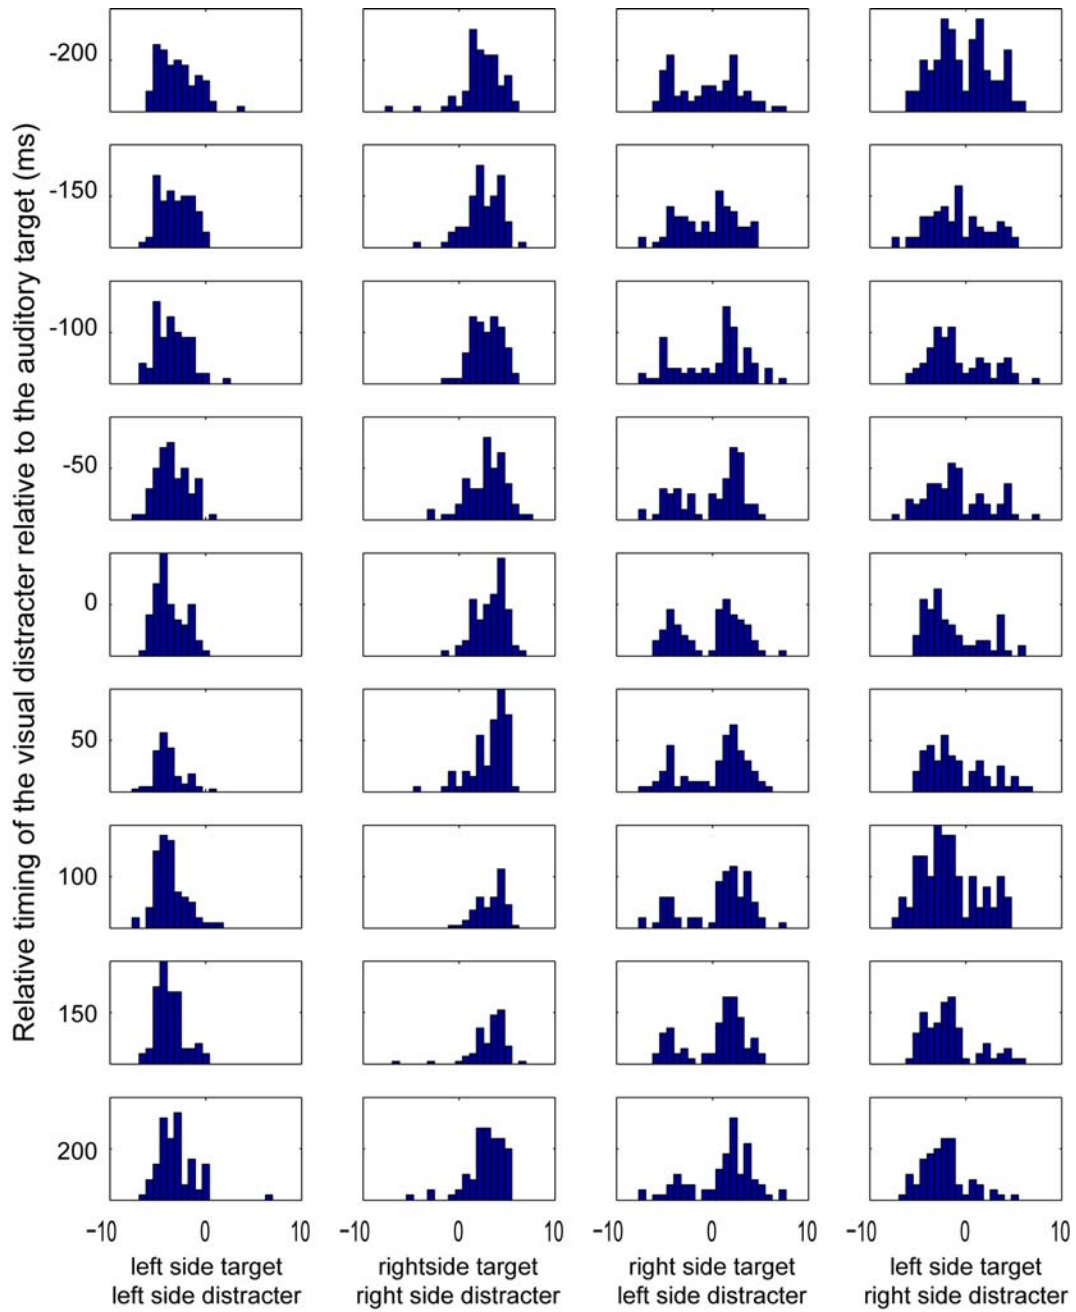 Relative timing of the visual distracter relative to the auditory target (ms)
-200
-150
-100
-50
0
50
100
150
200
−10 0 10 −10 0 10 −10 0 10 −10 0 10
left side target rightside target right side target left side target
left side distracter right side distracter left side distracter right side distracter